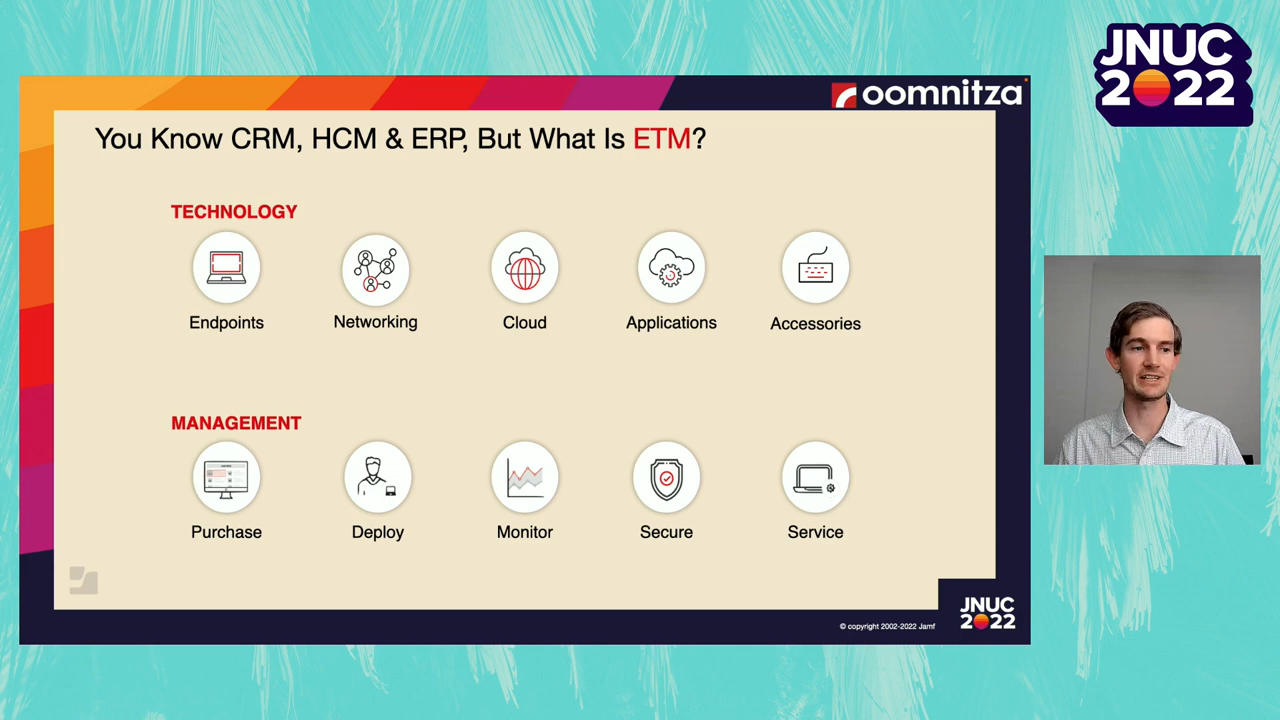 JNUC
2022
oomnitza
You Know CRM, HCM & ERP, But What Is ETM?
TECHNOLOGY
Endpoints
Networking
Cloud
Applications
Accessories
MANAGEMENT
Purchase
Deploy
Monitor
Secure
Service
© copyright 2002-2022 Jamf
JNUC
2022